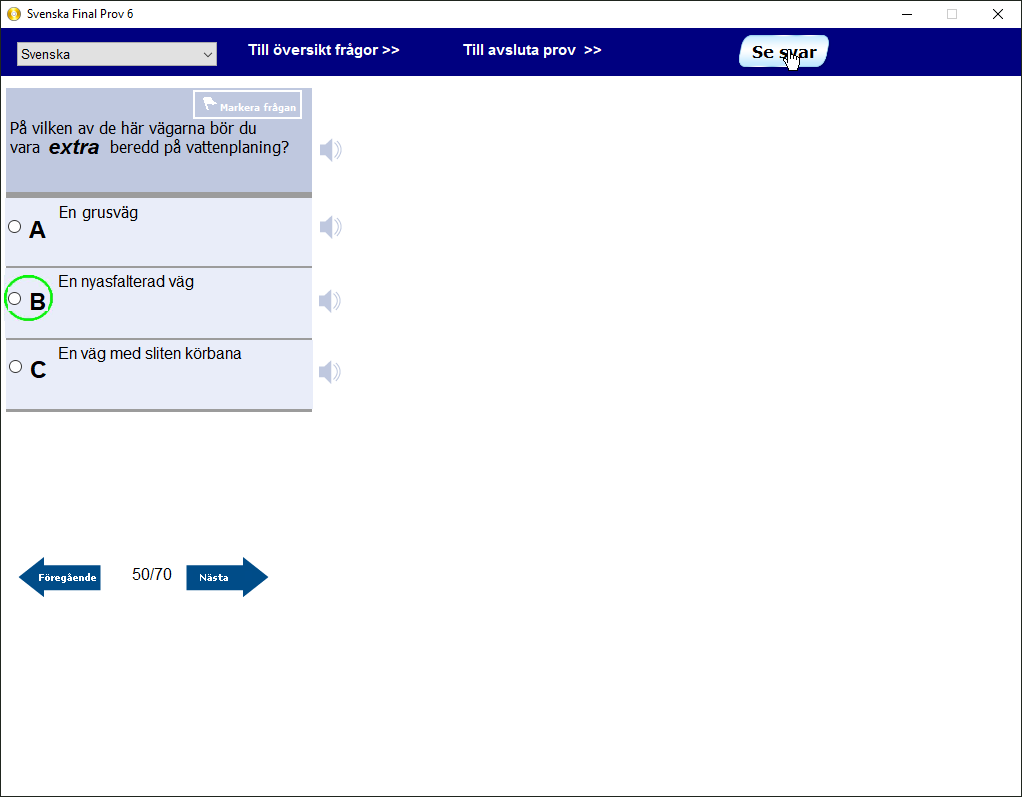 Svenska Final Prov 6
Svenska
Till översikt frågor >>
Till avsluta prov >>
Se svar
Markera frågan
På vilken av de här vägarna bör du
vara extra beredd på vattenplaning?
A En grusväg
B En nyasfalterad väg
C En väg med sliten körbana
Föregående
50/70
Nästa